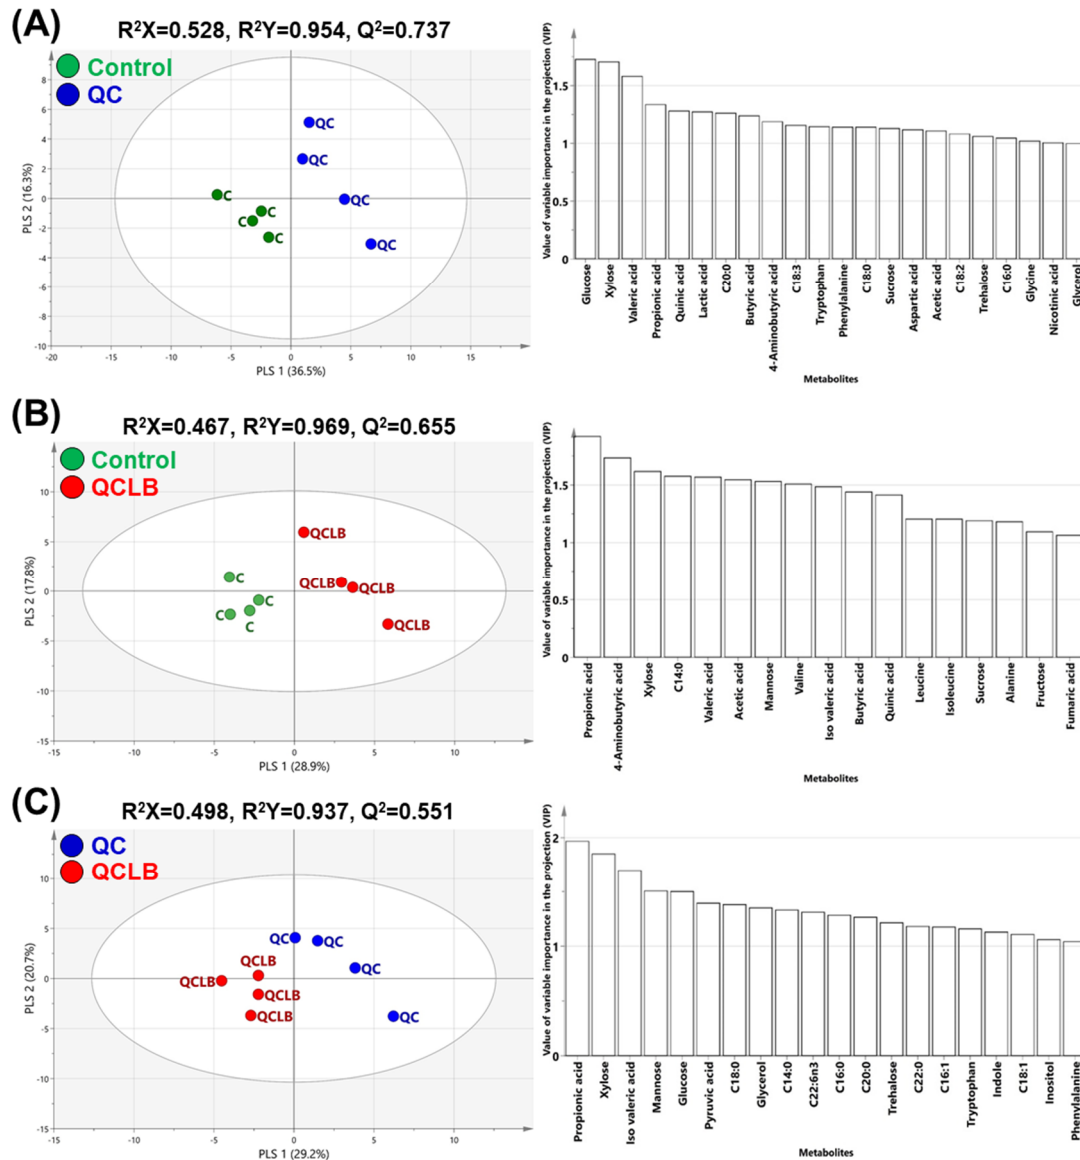 (A)
R²X=0.528, R²Y=0.954, Q²=0.737
Control
QC
QC
QC
C
QC
C
C
C
QC
8
6
4
2
0
-2
-4
-6
-8
-10
-20
-15
-10
-5
0
5
10
15
PLS 2 (16.3%)
PLS 1 (36.5%)
Value of variable importance in the projection (VIP)
1.5
1
0.5
0
Glucose
Xylose
Valeric acid
Propionic acid
Quinic acid
Lactic acid
C20:0
Butyric acid
4-Aminobutyric acid
C18:3
Tryptophan
Phenylalanine
C18:0
Sucrose
Aspartic acid
Acetic acid
C18:2
Trehalose
C16:0
Glycine
Nicotinic acid
Glycerol
Metabolites
(B)
R²X=0.467, R²Y=0.969, Q²=0.655
Control
QCLB
QCLB
C
QCLB
QCLB
C
C
C
QCLB
10
5
0
-5
-10
-15
-15
-10
-5
0
5
10
PLS 2 (17.8%)
PLS 1 (28.9%)
Value of variable importance in the projection (VIP)
1.5
1
0.5
0
Propionic acid
4-Aminobutyric acid
Xylose
C14:0
Valeric acid
Acetic acid
Mannose
Valine
Iso valeric acid
Butyric acid
Quinic acid
Leucine
Isoleucine
Sucrose
Alanine
Fructose
Fumaric acid
Metabolites
(C)
R²X=0.498, R²Y=0.937, Q²=0.551
QC
QCLB
QC
QC
QCLB
QC
QCLB
QCLB
QCLB
QC
10
5
0
-5
-10
-15
-15
-10
-5
0
5
10
PLS 2 (20.7%)
PLS 1 (29.2%)
Value of variable importance in the projection (VIP)
2
1
0
Propionic acid
Xylose
Iso valeric acid
Mannose
Glucose
Pyruvic acid
C18:0
Glycerol
C14:0
C22:6n3
C16:0
C20:0
Trehalose
C22:0
C16:1
Tryptophan
Indole
C18:1
Inositol
Phenylanine
Metabolites